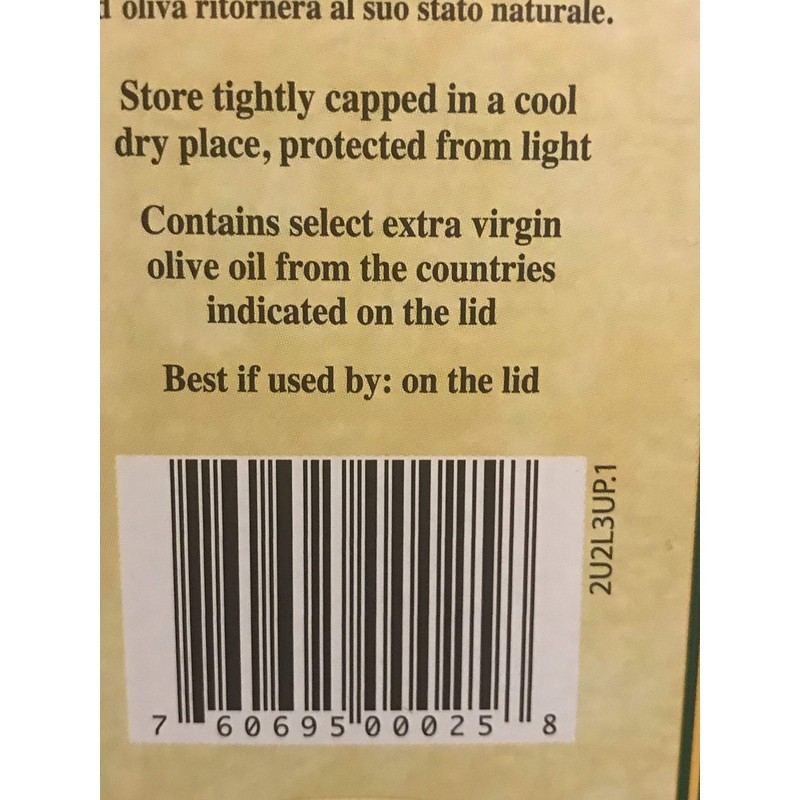 oliva ritornerà al suo stato naturale.
Store tightly capped in a cool
dry place, protected from light
Contains select extra virgin
olive oil from the countries
indicated on the lid
Best if used by: on the lid
2U2L3UP.1
7 60695 00025 8